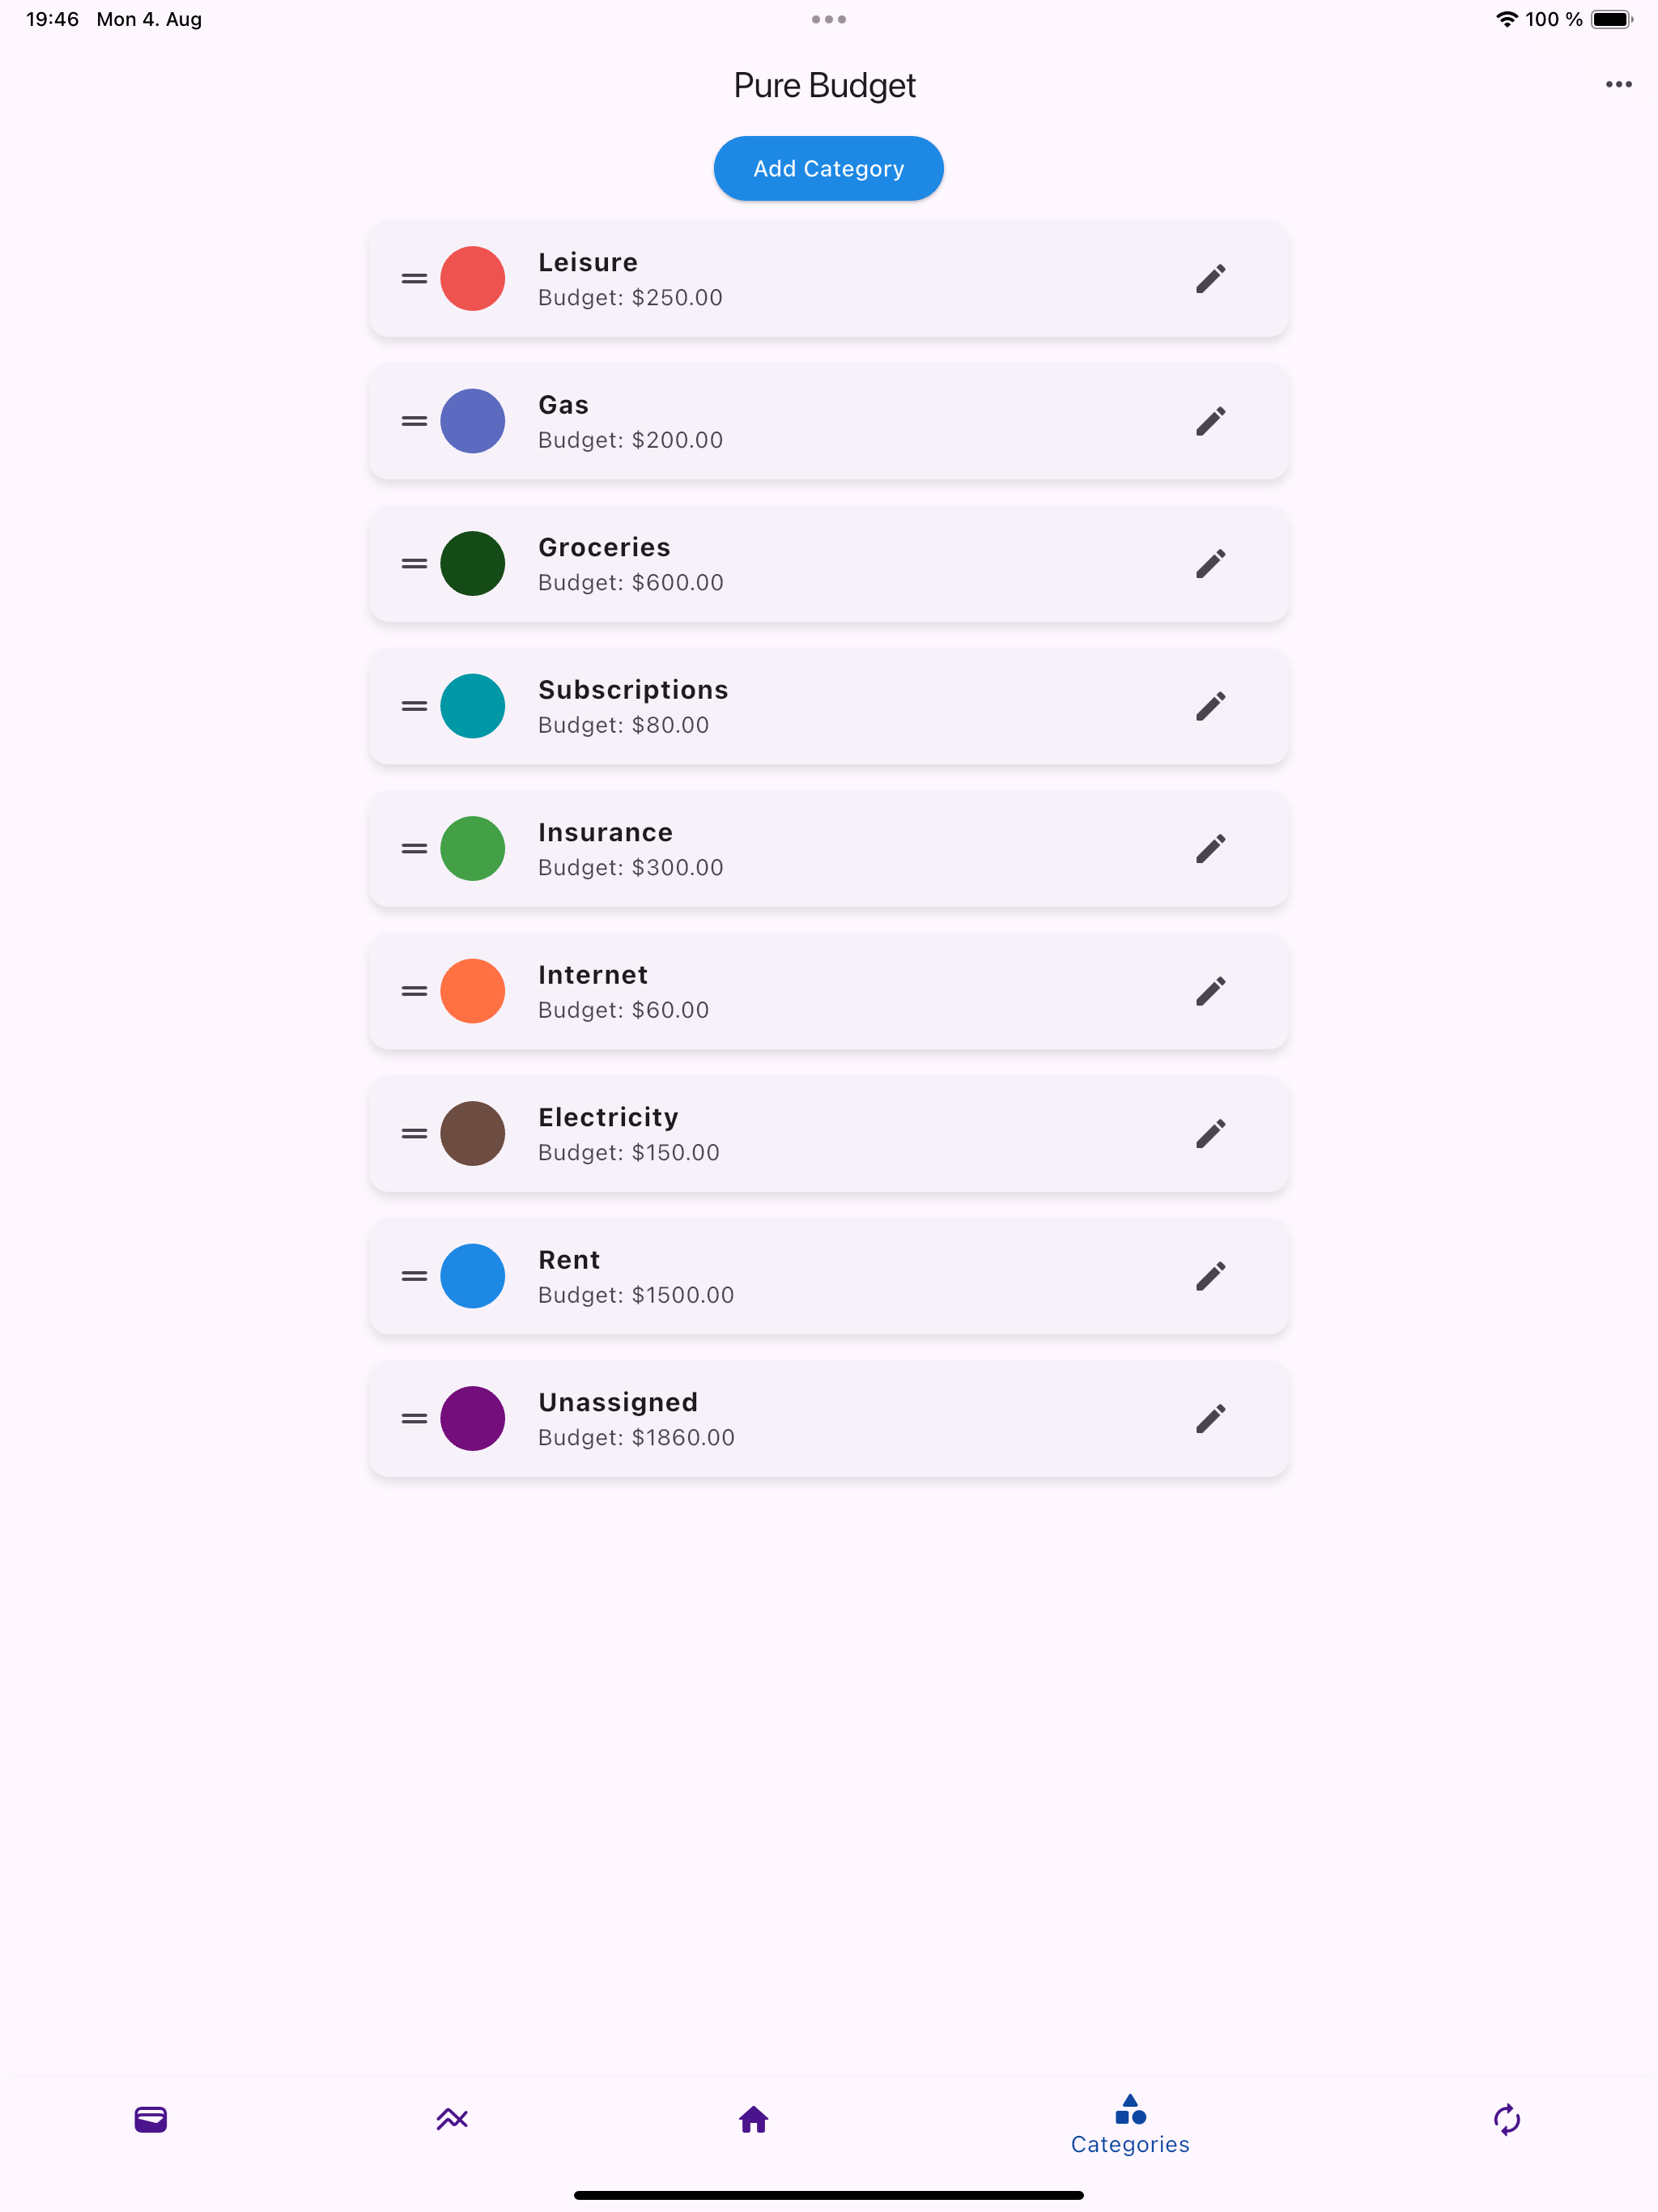 19:46 Mon 4. Aug
100 %
Pure Budget
Add Category
Leisure
Budget: $250.00
Gas
Budget: $200.00
Groceries
Budget: $600.00
Subscriptions
Budget: $80.00
Insurance
Budget: $300.00
Internet
Budget: $60.00
Electricity
Budget: $150.00
Rent
Budget: $1500.00
Unassigned
Budget: $1860.00
Categories